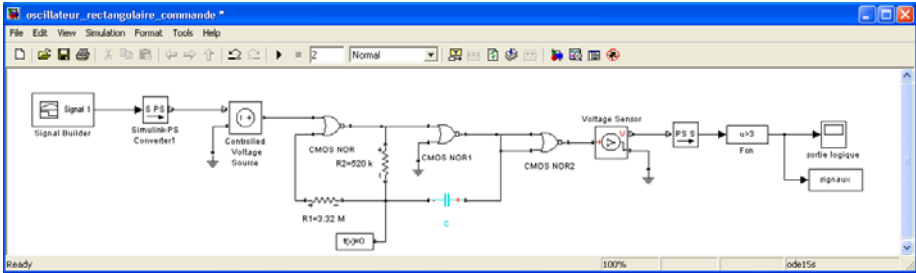 oscillateur_rectangulaire_commande *
File Edit View Simulation Format Tools Help
2 Normal
Signal 1
Signal Builder
S PS
Simulink-PS
Converter1
Controlled
Voltage
Source
CMOS NOR
R2=520 k
CMOS NOR1
CMOS NOR2
Voltage Sensor
V
PS S
u>3
Fcn
sortie logique
signaux
R1=3.32 M
C
f(x)=0
Ready 100% ode15s